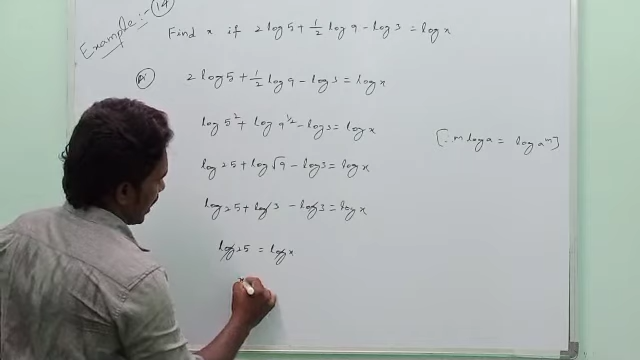 Example:- 14
Find x if 2 log 5 + 1/2 log 9 - log 3 = log x
A) 2 log 5 + 1/2 log 9 - log 3 = log x
log 5² + log 9^1/2 - log 3 = log x [∵ m log a = log a^m]
log 25 + log √9 - log 3 = log x
log 25 + log 3 - log 3 = log x
log 25 = log x